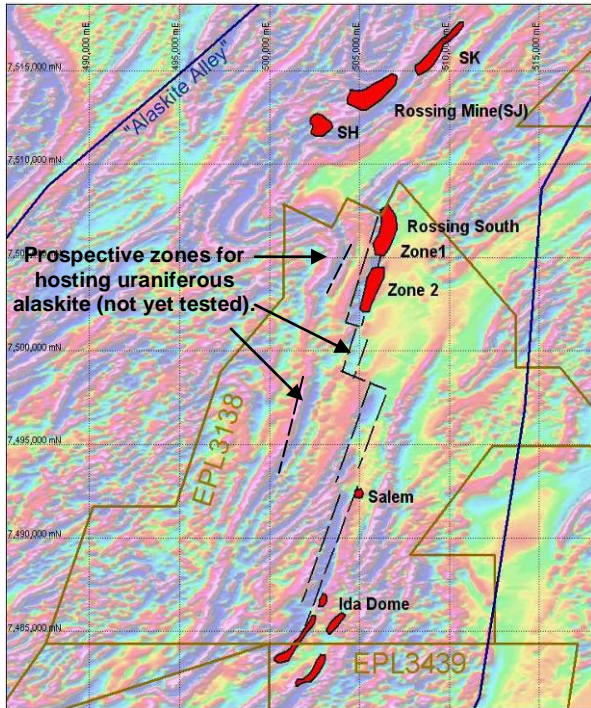 490,000 mE
495,000 mE
500,000 mE
505,000 mE
510,000 mE
515,000 mE
7,515,000 mN
"Alaskite Alley"
SK
Rossing Mine(SJ)
SH
7,510,000 mN
Rossing South
Zone1
Prospective zones for
hosting uraniferous
alaskite (not yet tested).
Zone 2
7,500,000 mN
EPL3138
7,495,000 mN
Salem
7,490,000 mN
Ida Dome
7,485,000 mN
EPL3439